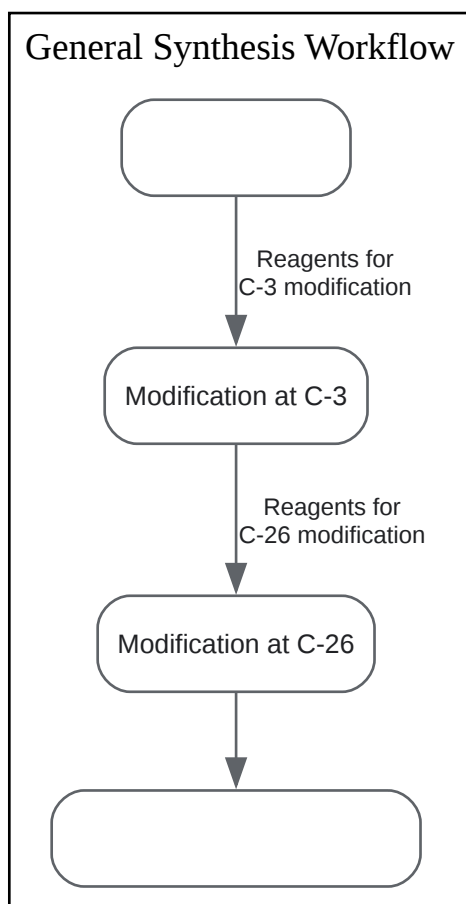 General Synthesis Workflow
Reagents for
C-3 modification
Modification at C-3
Reagents for
C-26 modification
Modification at C-26